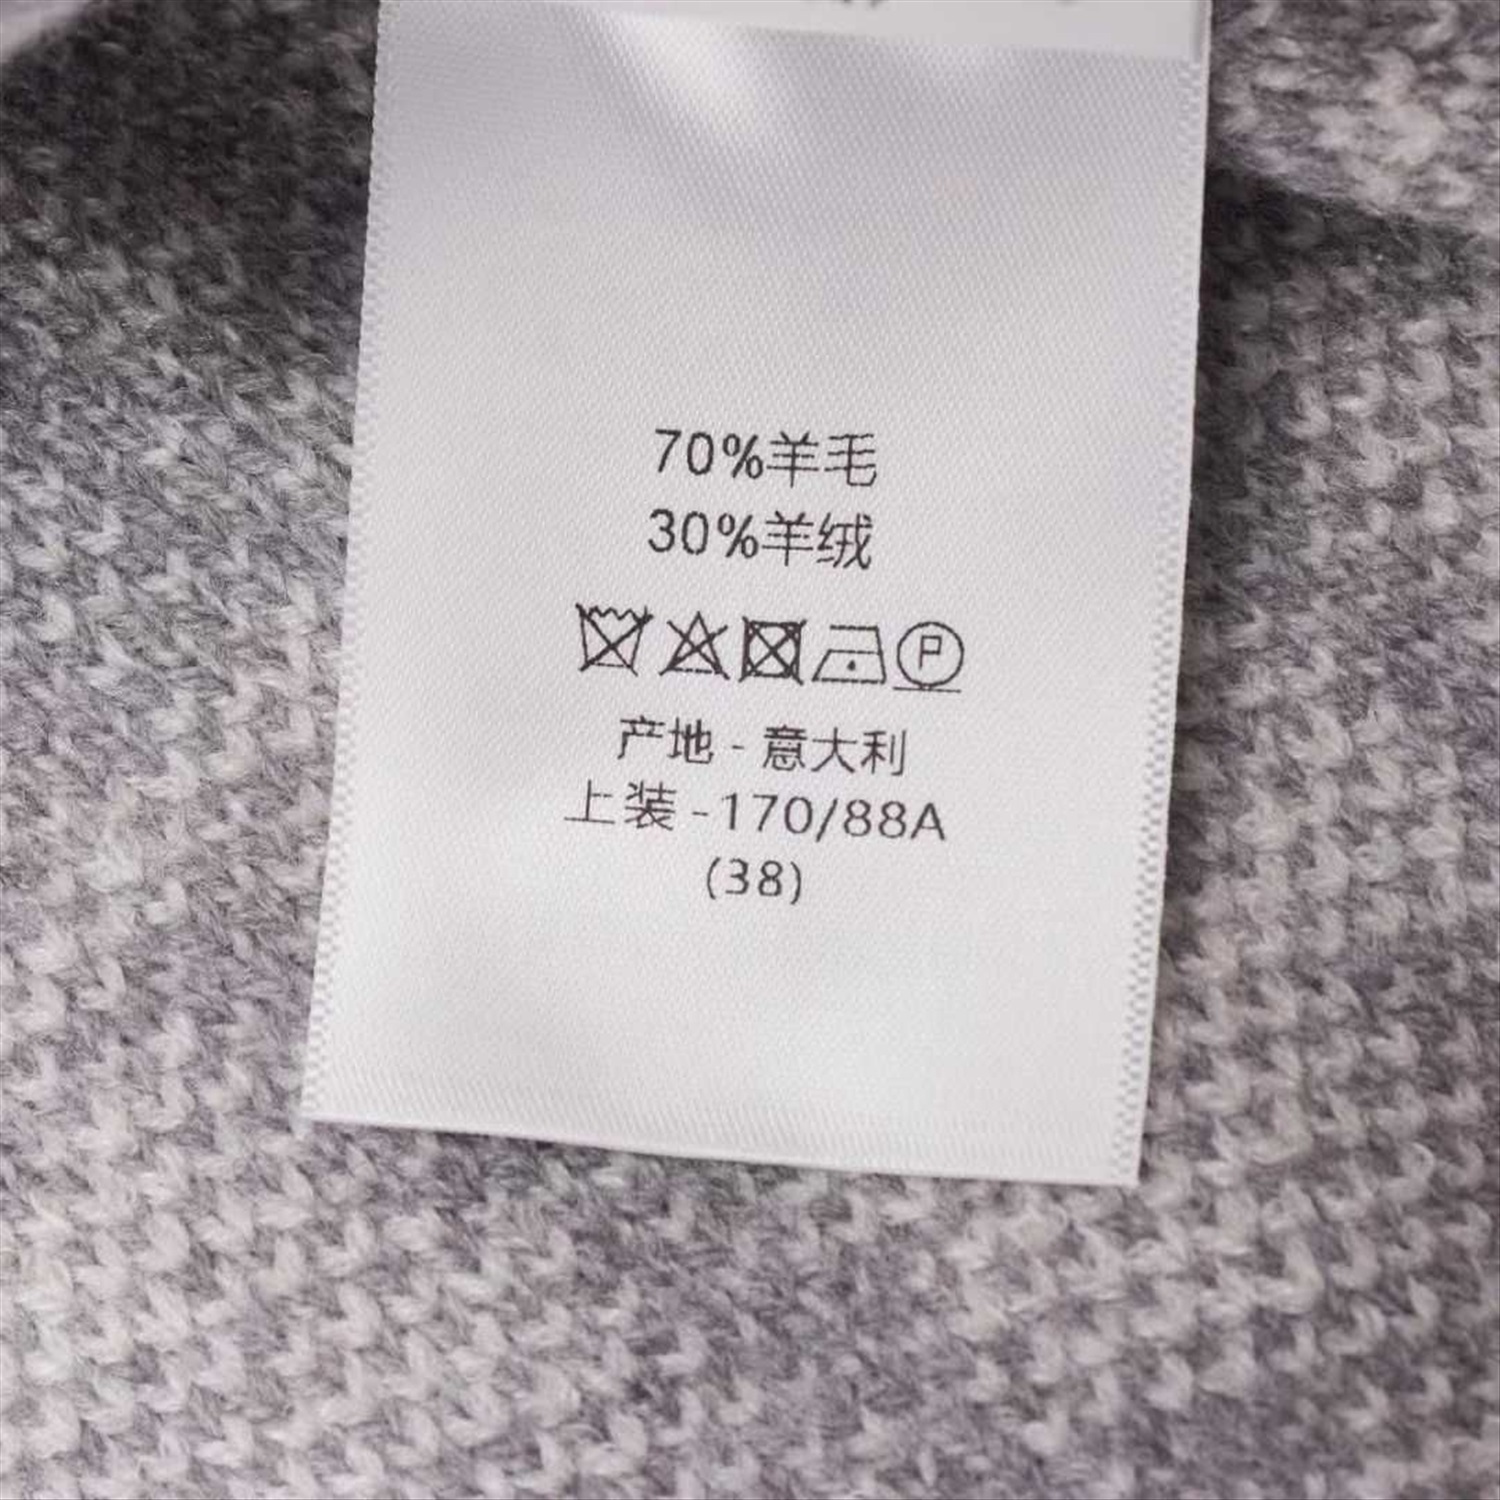 70%羊毛
30%羊绒
P
产地 - 意大利
上装 -170/88A
(38)